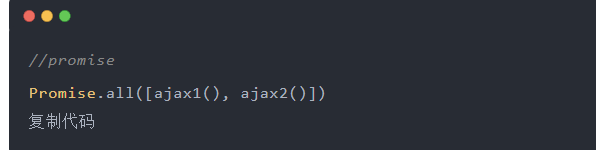 //promise
Promise.all([ajax1(), ajax2()])
复制代码